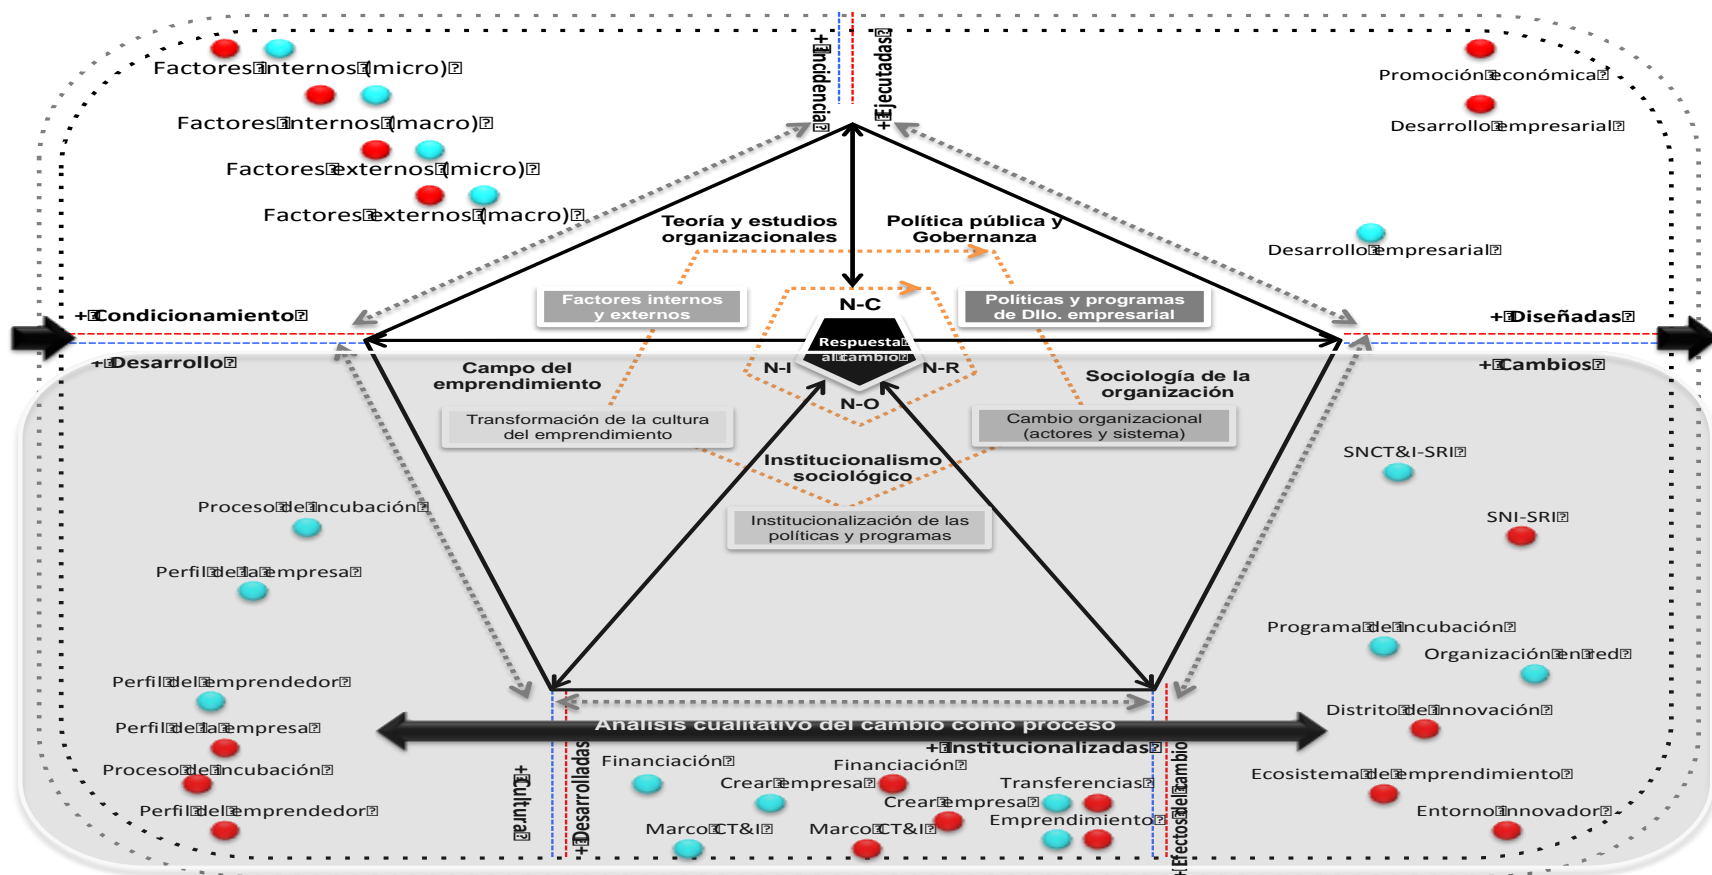 + Incidencia
+ Ejecutadas
Factores internos (micro)
Factores internos (macro)
Factores externos (micro)
Factores externos (macro)
Promoción económica
Desarrollo empresarial
Desarrollo empresarial
Teoría y estudios
organizacionales
Política pública y
Gobernanza
Factores internos
y externos
N-C
Políticas y programas
de Dllo. empresarial
+ Condicionamiento
+ Desarrollo
+ Diseñadas
+ Cambios
Respuesta
al cambio
N-I
N-R
N-O
Campo del
emprendimiento
Sociología de la
organización
Transformación de la cultura
del emprendimiento
Cambio organizacional
(actores y sistema)
Institucionalismo
sociológico
Institucionalización de las
políticas y programas
SNCT&I-SRI
SNI-SRI
Proceso de incubación
Perfil de la empresa
Programa de incubación
Organización en red
Perfil del emprendedor
Perfil de la empresa
Proceso de incubación
Perfil del emprendedor
Distrito de innovación
Ecosistema de emprendimiento
Entorno innovador
Análisis cualitativo del cambio como proceso
+ Institucionalizadas
+ Cultura
+ Desarrolladas
+ Efectos del cambio
Financiación
Financiación
Transferencias
Crear empresa
Crear empresa
Emprendimiento
Marco CT&I
Marco CT&I